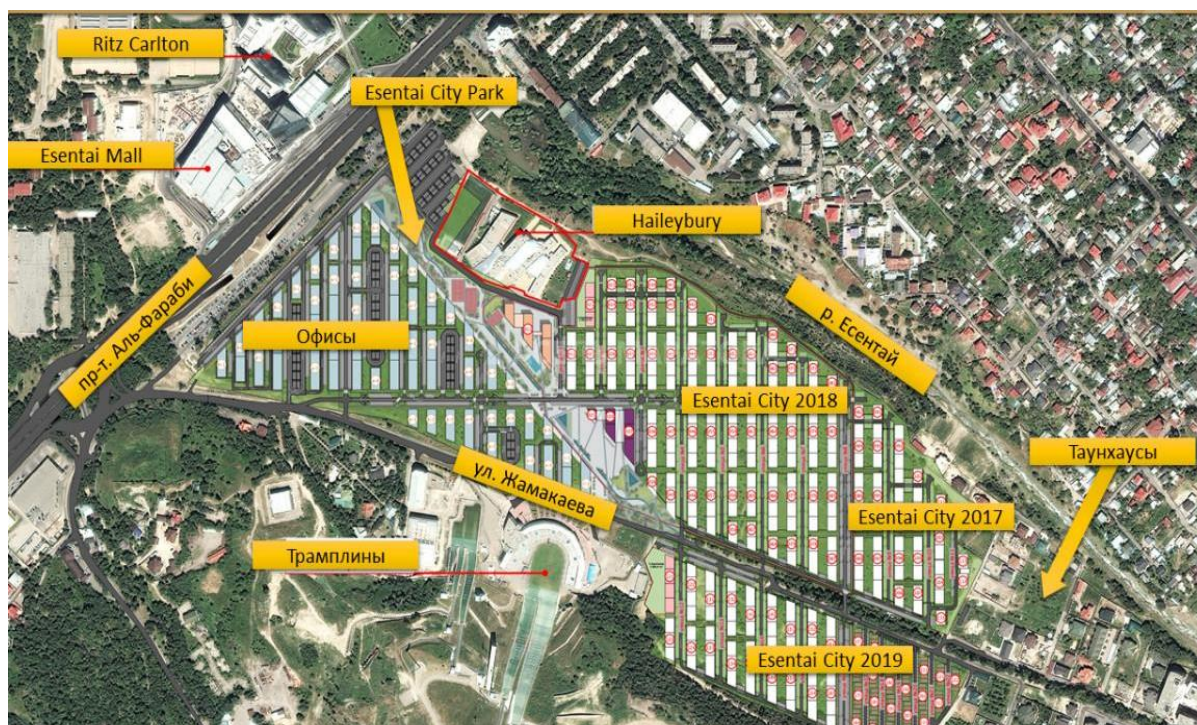 Ritz Carlton
Esentai City Park
Esentai Mall
Haileybury
пр-т. Аль-Фараби
Офисы
р. Есентай
Esentai City 2018
Таунхаусы
ул. Жамакаева
Esentai City 2017
Трамплины
Esentai City 2019